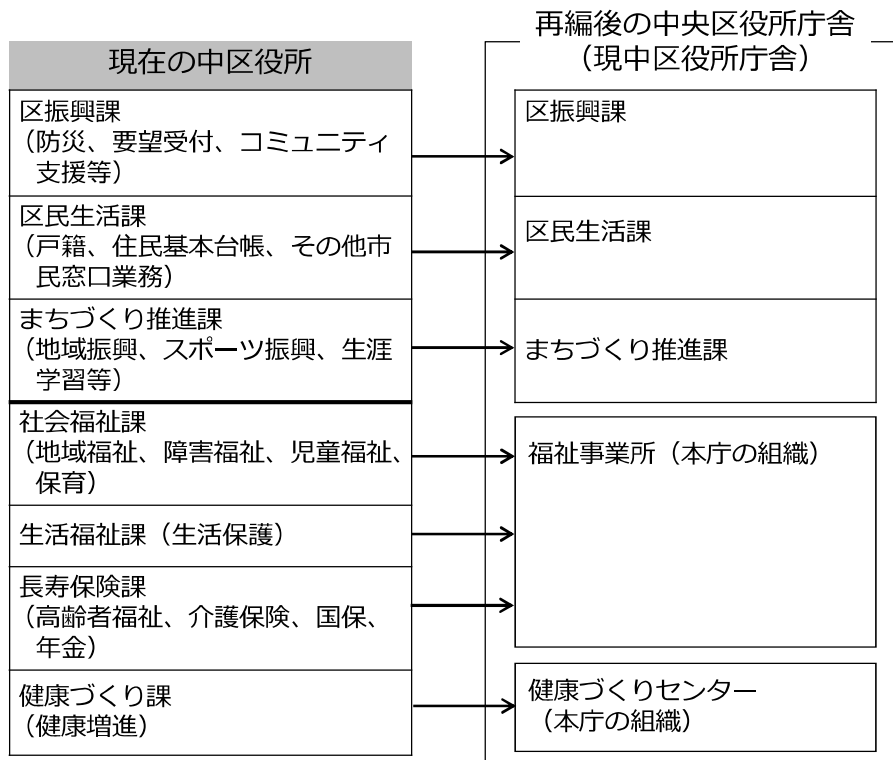 現在の中区役所
区振興課
（防災、要望受付、コミュニティ
支援等）
区民生活課
（戸籍、住民基本台帳、その他市
民窓口業務）
まちづくり推進課
（地域振興、スポーツ振興、生涯
学習等）
社会福祉課
（地域福祉、障害福祉、児童福祉、
保育）
生活福祉課（生活保護）
長寿保険課
（高齢者福祉、介護保険、国保、
年金）
健康づくり課
（健康増進）
再編後の中央区役所庁舎
（現中区役所庁舎）
区振興課
区民生活課
まちづくり推進課
福祉事業所（本庁の組織）
健康づくりセンター
（本庁の組織）